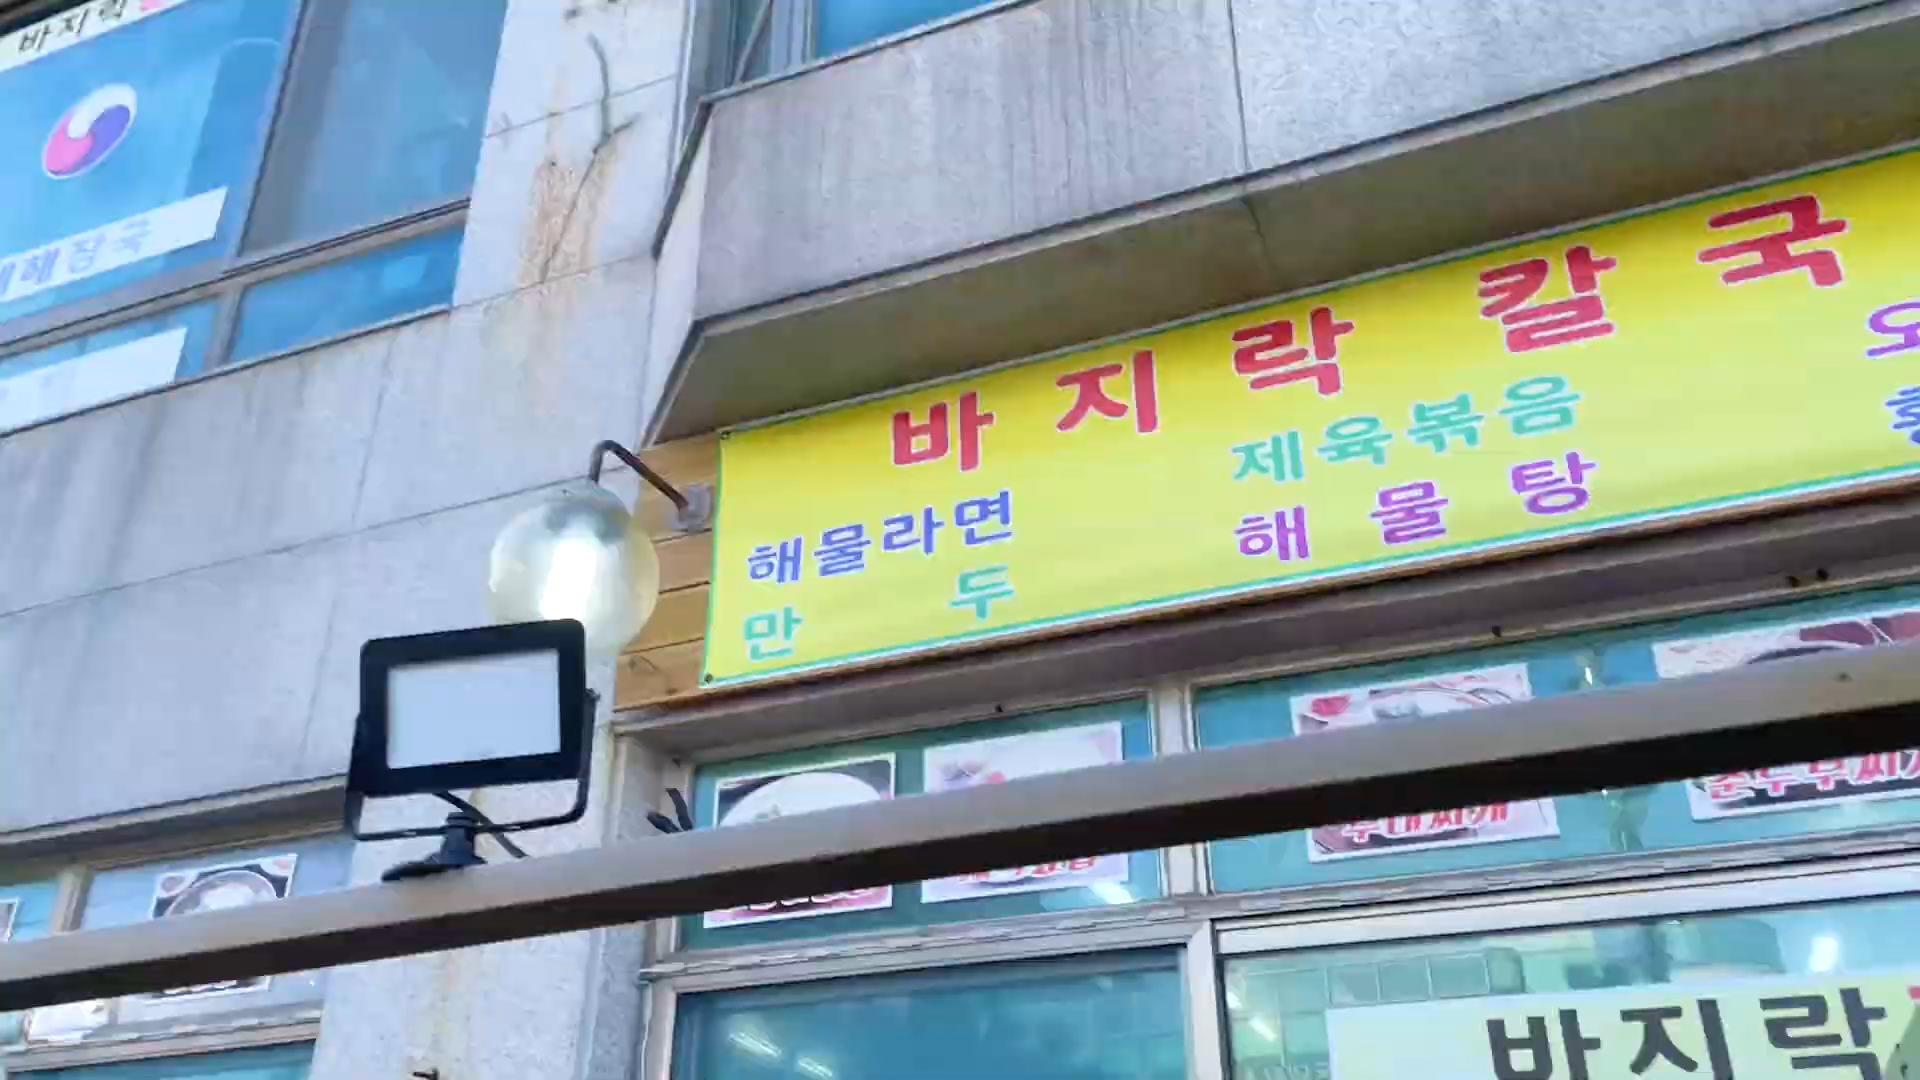 바지락
해장국
바 지 락 칼 국
해물라면 제육볶음
만 두 해 물 탕
부대찌개
순두부찌개
바지락